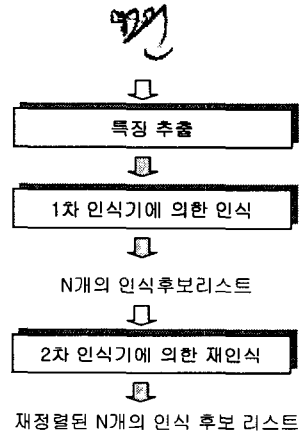 특징 추출
1차 인식기에 의한 인식
N개의 인식후보리스트
2차 인식기에 의한 재인식
재정렬된 N개의 인식 후보 리스트